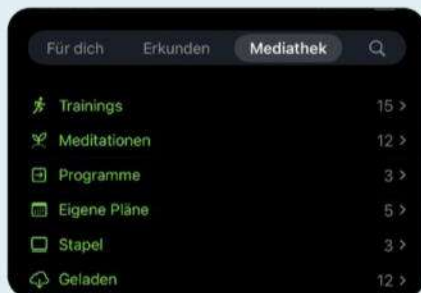 Für dich Erkunden Mediathek
Trainings 15
Meditationen 12
Programme 3
Eigene Pläne 5
Stapel 3
Geladen 12